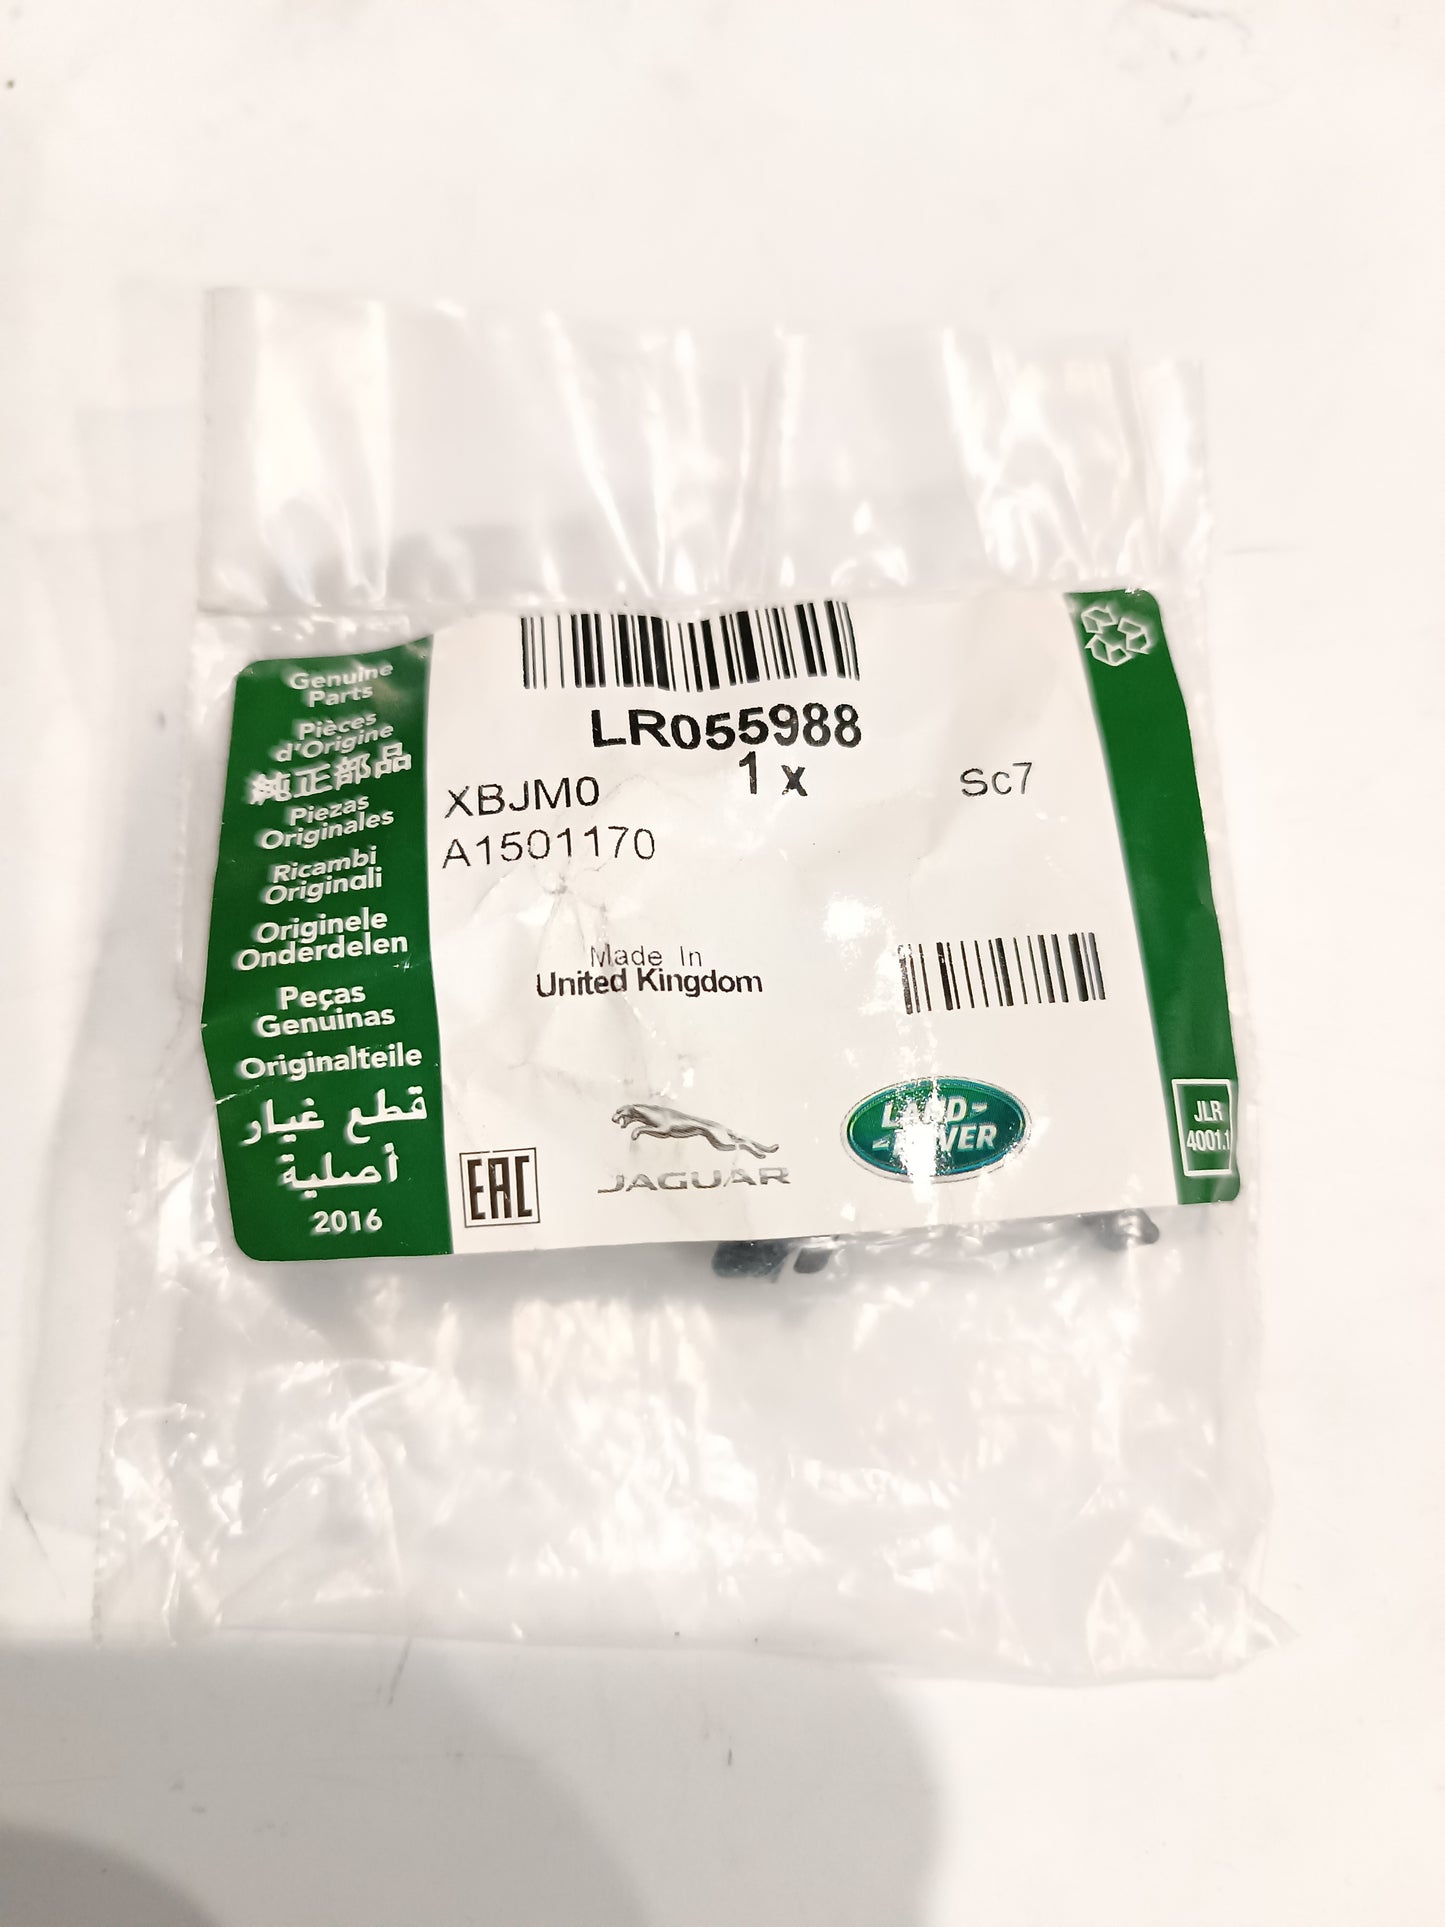 Genuine
Parts
Pièces
d'Origine
純正部品
Piezas
Originales
Ricambi
Originali
Originele
Onderdelen
Peças
Genuinas
Originalteile
قطع غيار
أصلية
2016
LR055988
1 x
XBJM0
Sc7
A1501170
Made In
United Kingdom
EAC
JAGUAR
LAND
ROVER
JLR
4001.1